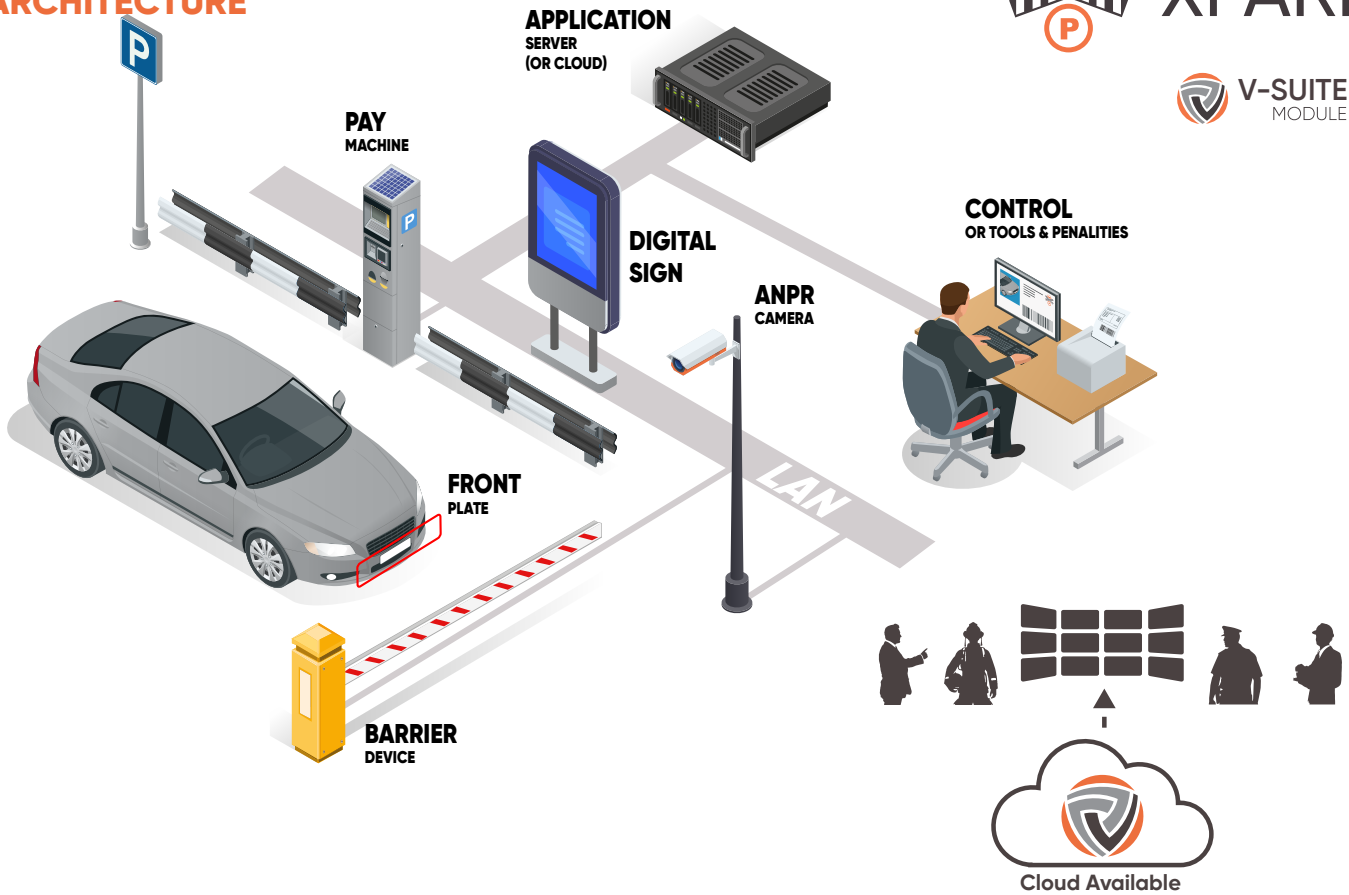 ARCHITECTURE
XPARK
V-SUITE
MODULE
APPLICATION
SERVER
(OR CLOUD)
P
PAY
MACHINE
P
P
DIGITAL
SIGN
CONTROL
OR TOOLS & PENALITIES
ANPR
CAMERA
LAN
FRONT
PLATE
BARRIER
DEVICE
Cloud Available